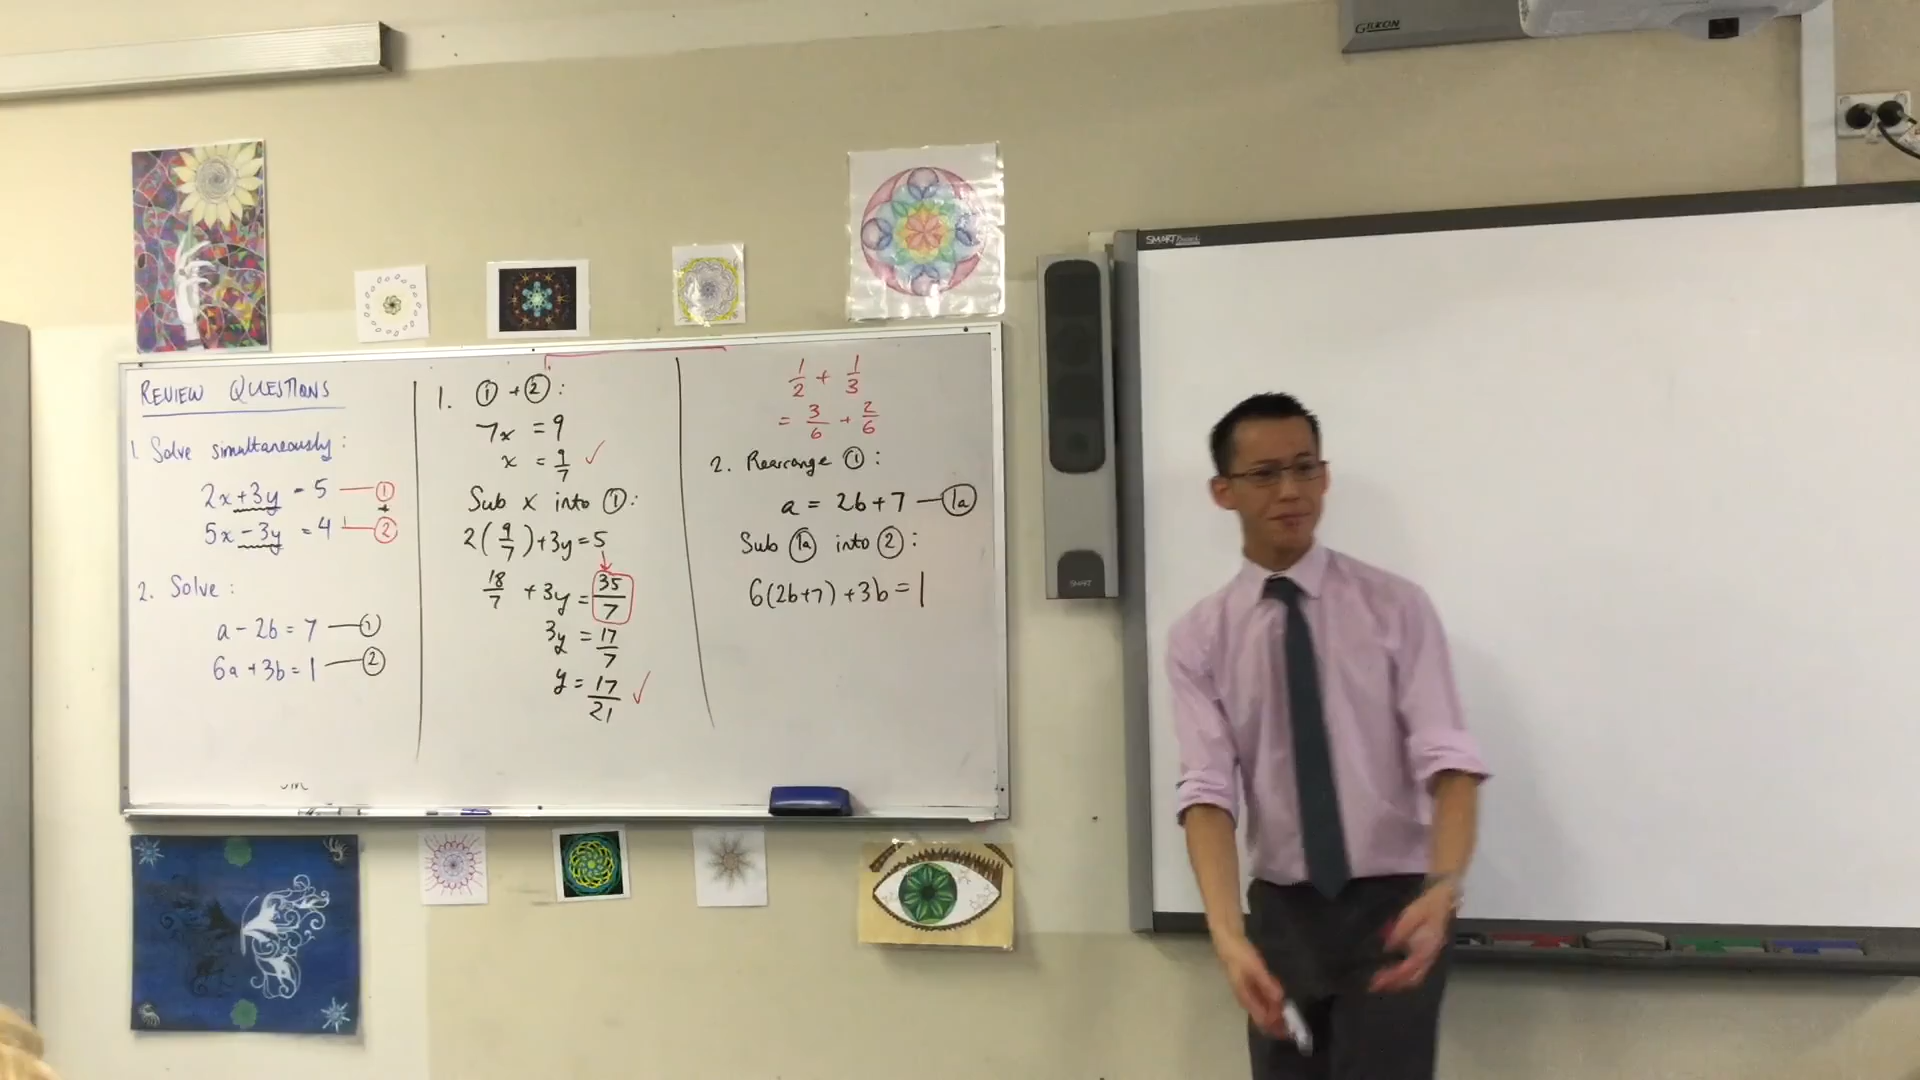 GILKON
SMART Board
SMART
REVIEW QUESTIONS
1. Solve simultaneously:
2x+3y = 5 — ①
+
5x-3y = 4 — ②
2. Solve:
a - 2b = 7 — ①
6a + 3b = 1 — ②
1. ① + ②:
7x = 9
x = 9/7 ✓
Sub x into ①:
2(9/7)+3y=5
18/7 + 3y = 35/7
3y = 17/7
y = 17/21 ✓
1/2 + 1/3
= 3/6 + 2/6
2. Rearrange ①:
a = 2b+7 — 1a
Sub 1a into ②:
6(2b+7)+3b=1